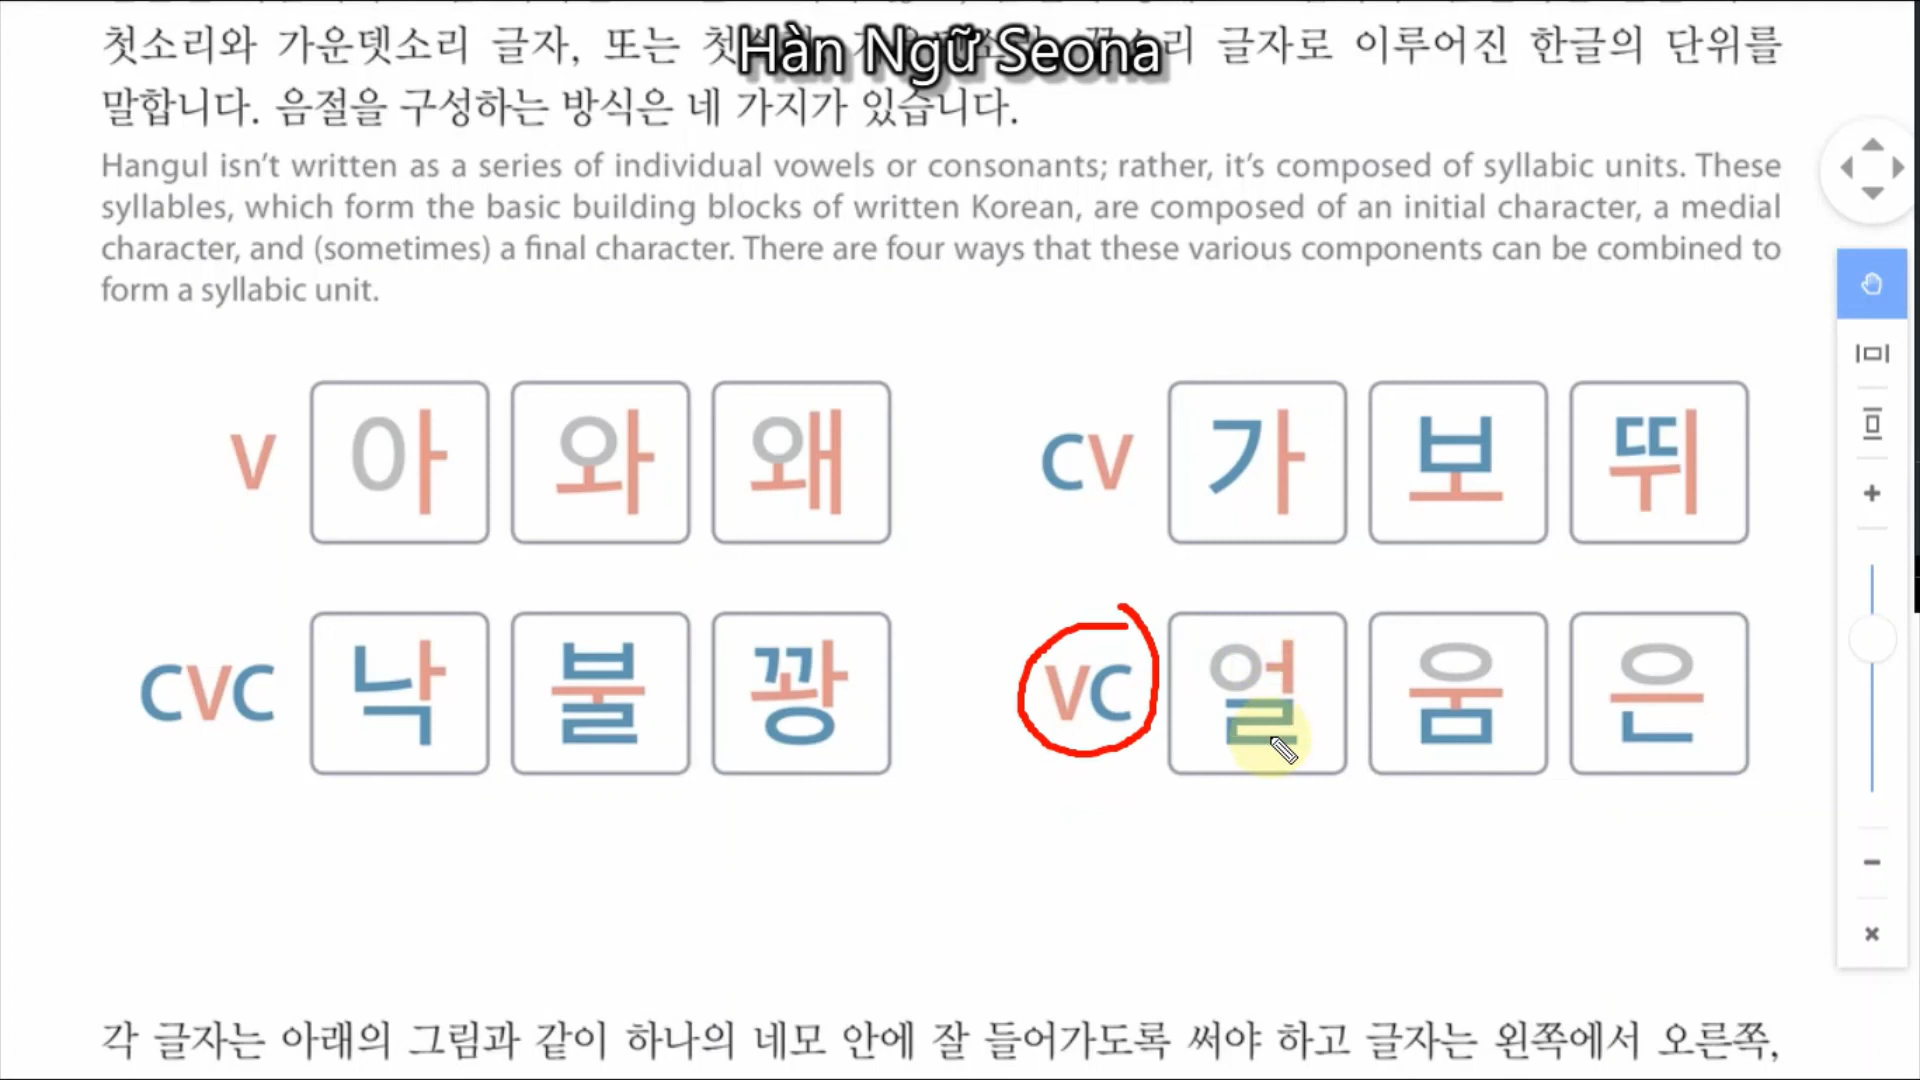 첫소리와 가운뎃소리 글자, 또는 첫 리 글자로 이루어진 한글의 단위를
Hàn Ngữ Seona
말합니다. 음절을 구성하는 방식은 네 가지가 있습니다.
Hangul isn't written as a series of individual vowels or consonants; rather, it's composed of syllabic units. These
syllables, which form the basic building blocks of written Korean, are composed of an initial character, a medial
character, and (sometimes) a final character. There are four ways that these various components can be combined to
form a syllabic unit.
V 아 와 왜
CV 가 보 뛰
CVC 낙 불 꽝
VC 얼 움 은
각 글자는 아래의 그림과 같이 하나의 네모 안에 잘 들어가도록 써야 하고 글자는 왼쪽에서 오른쪽,